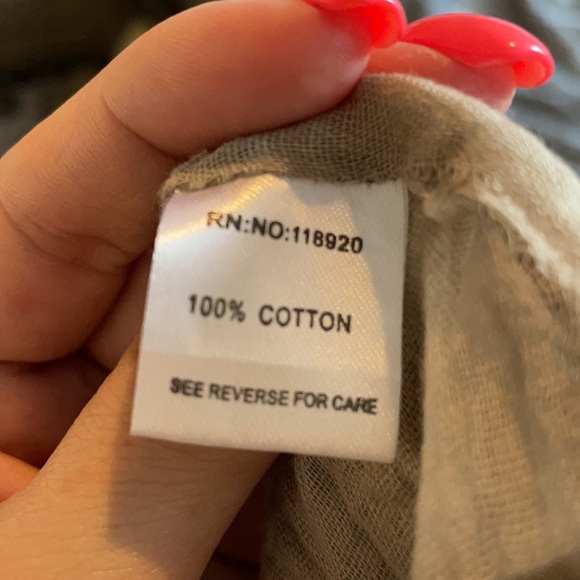 RN:NO:118920
100% COTTON
SEE REVERSE FOR CARE